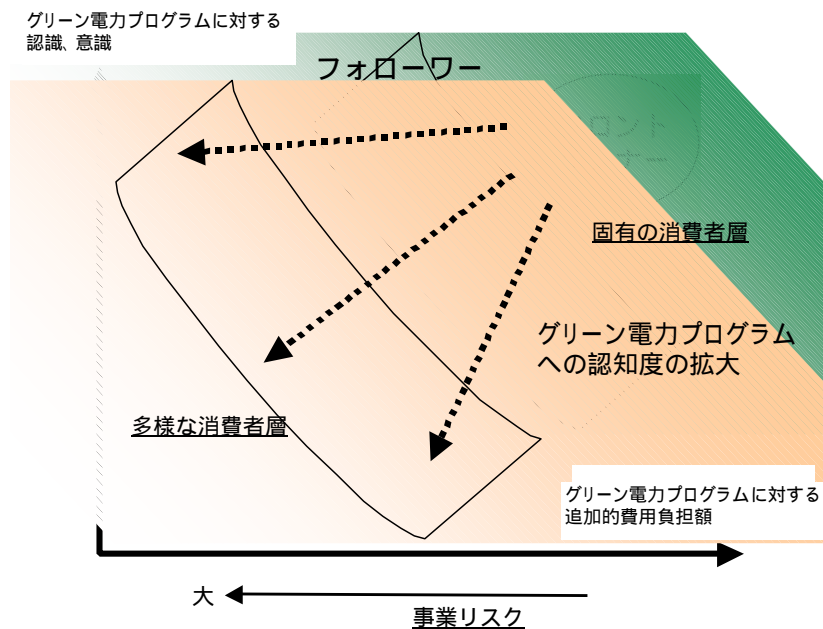 グリーン電力プログラムに対する
認識、意識
フォローワー
固有の消費者層
グリーン電力プログラム
への認知度の拡大
多様な消費者層
グリーン電力プログラムに対する
追加的費用負担額
大
事業リスク